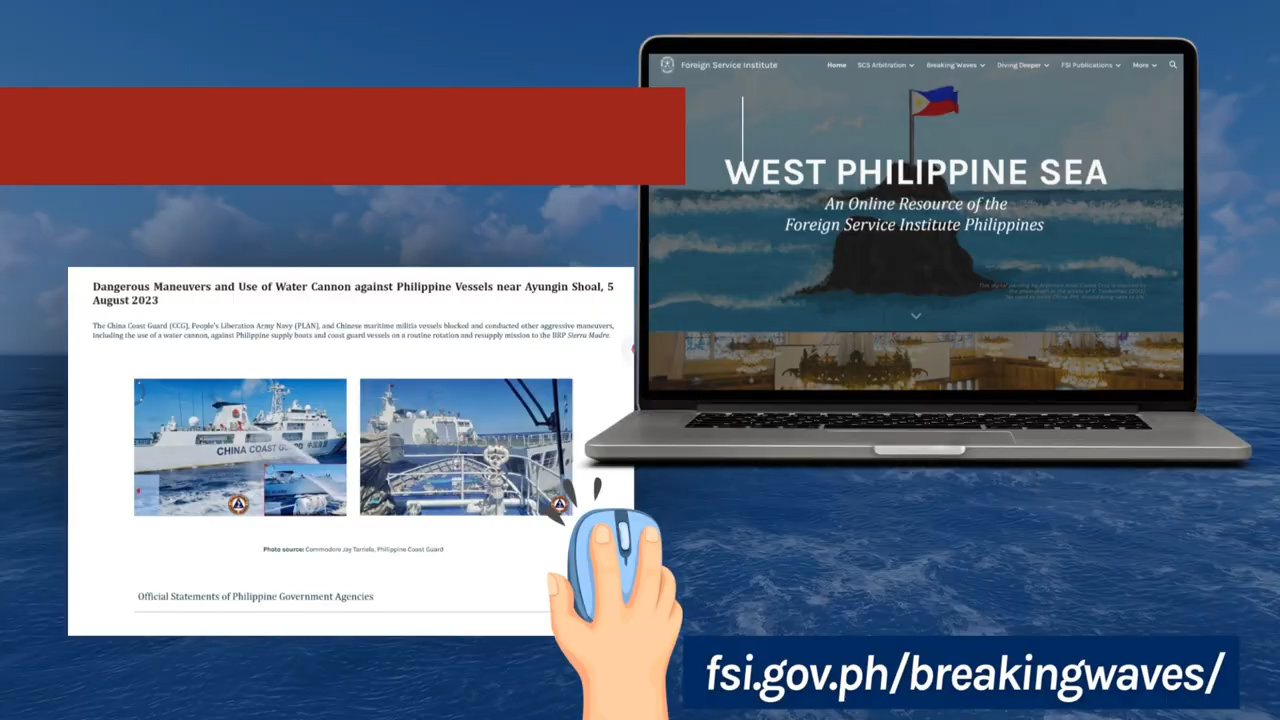 Foreign Service Institute
Home SCS Arbitration Breaking Waves Diving Deeper FSI Publications More
WEST PHILIPPINE SEA
An Online Resource of the
Foreign Service Institute Philippines
Dangerous Maneuvers and Use of Water Cannon against Philippine Vessels near Ayungin Shoal, 5
August 2023
The China Coast Guard (CCG), People's Liberation Army Navy (PLAN), and Chinese maritime militia vessels blocked and conducted other aggressive maneuvers,
including the use of a water cannon, against Philippine supply boats and coast guard vessels on a routine rotation and resupply mission to the BRP Sierra Madre.
CHINA COAST GUARD
Photo source: Commodore Jay Tarriela, Philippine Coast Guard
Official Statements of Philippine Government Agencies
fsi.gov.ph/breakingwaves/